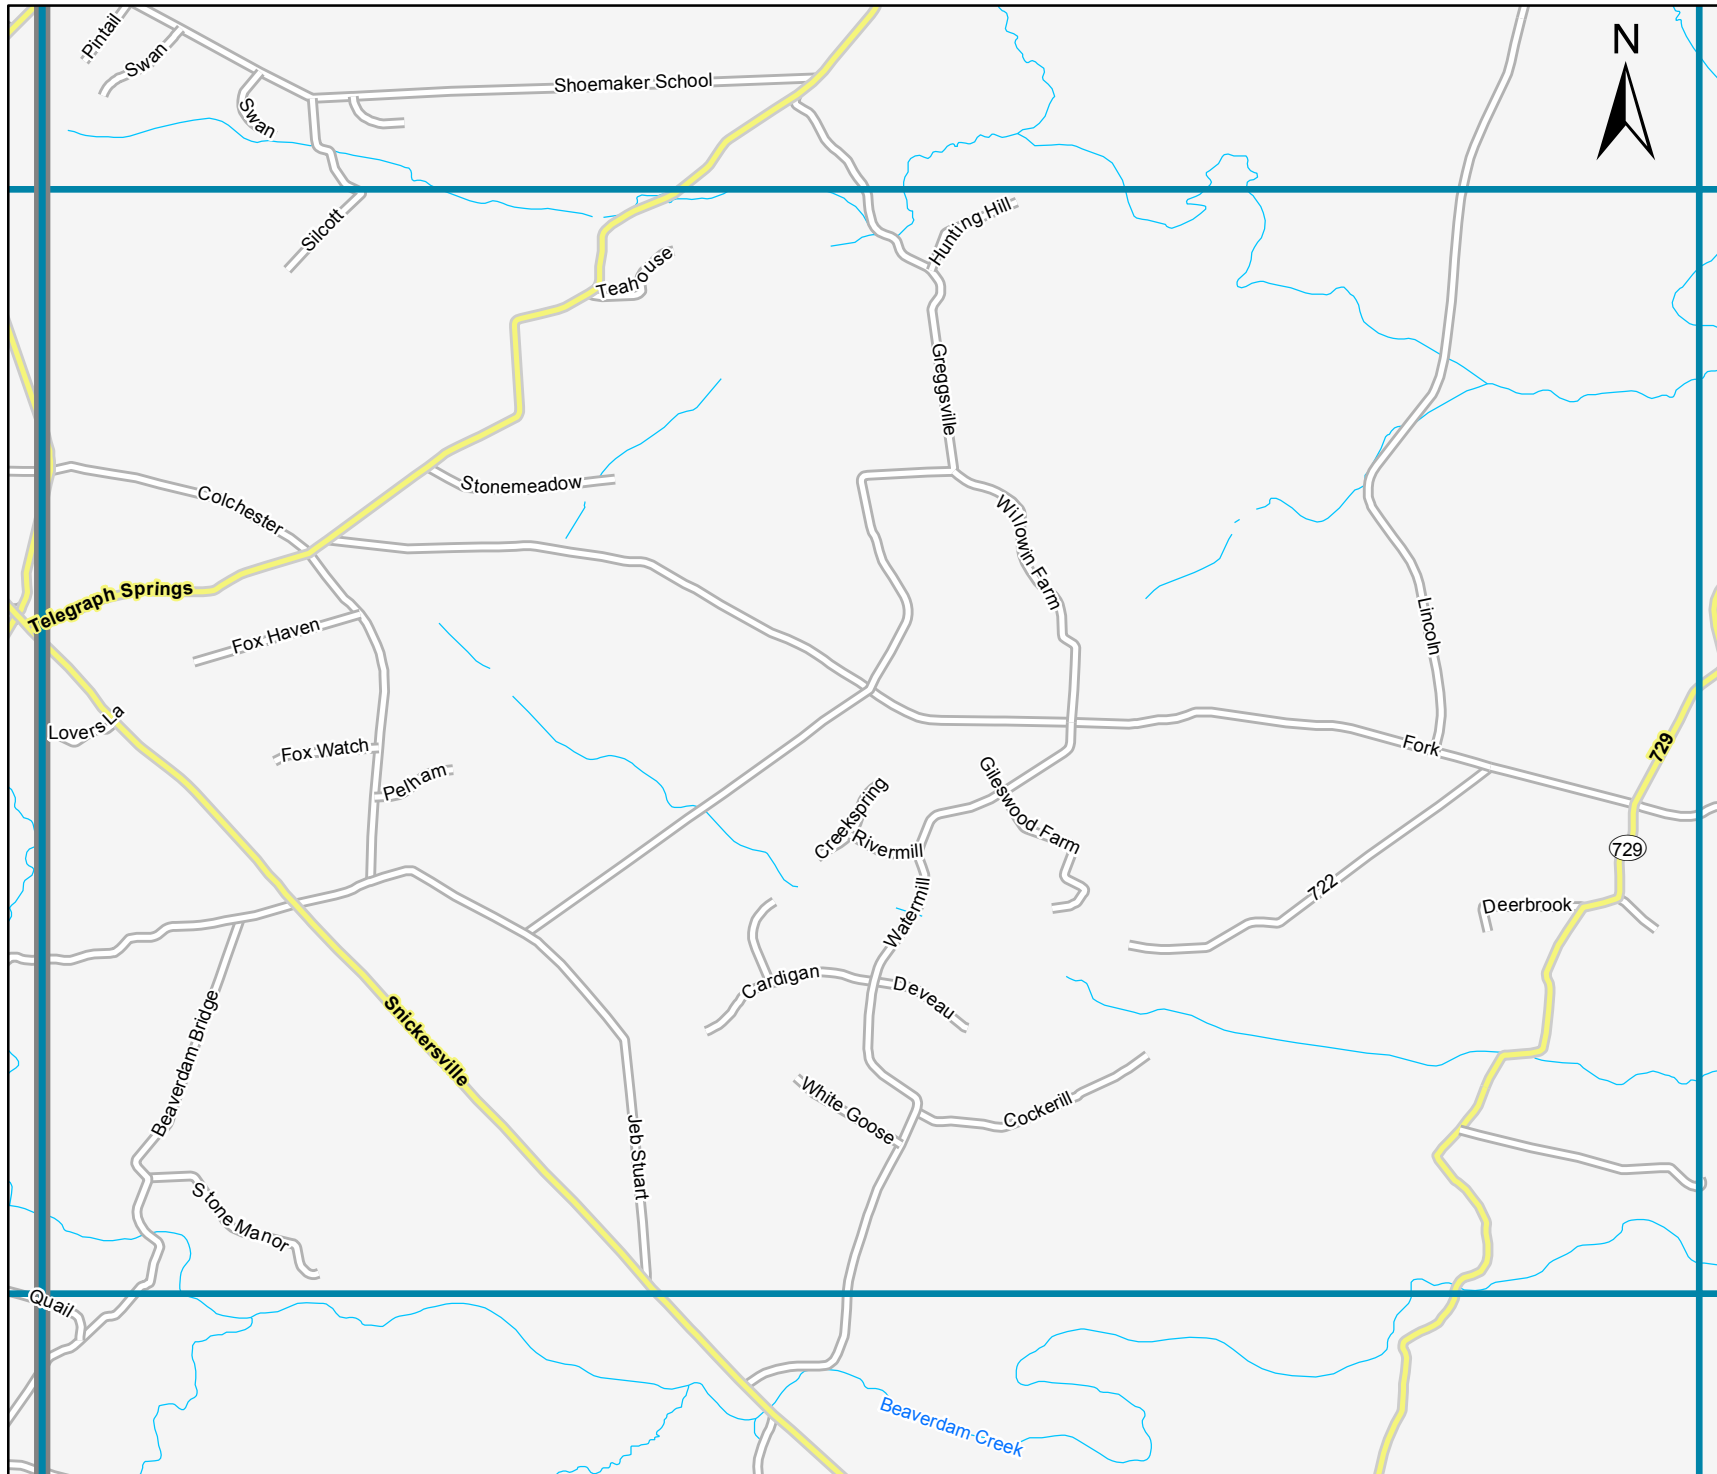 Pintail
Swan
Swan
Shoemaker School
N
Silcott
Hunting Hill
Teahouse
Greggsville
Stonemeadow
Colchester
Willowin Farm
Telegraph Springs
Fox Haven
Lincoln
Lovers La
Fox Watch
Pelham
Fork
729
Gileswood Farm
Creekspring
Rivermill
729
722
Deerbrook
Watermill
Cardigan
Deveau
Beaverdam Bridge
Snickersville
White Goose
Cockerill
Jeb Stuart
Stone Manor
Quail
Beaverdam Creek